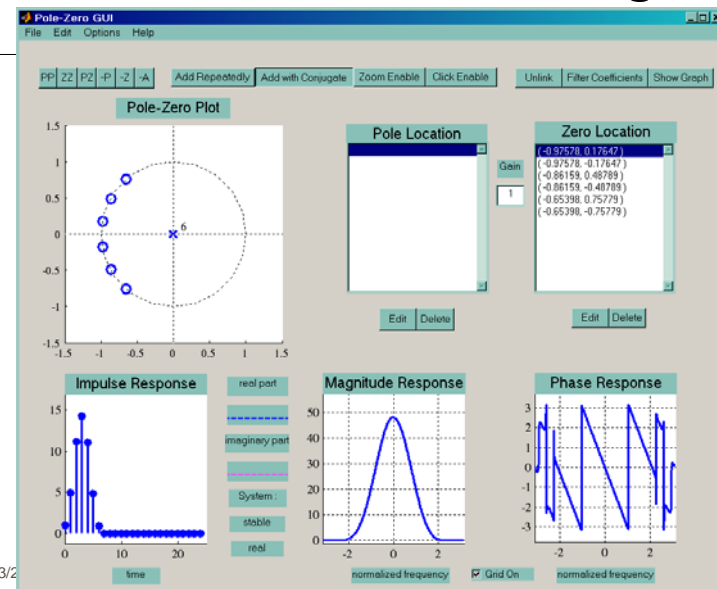 Pole-Zero GUI
File Edit Options Help
PP ZZ PZ -P -Z -A Add Repeatedly Add with Conjugate Zoom Enable Click Enable Unlink Filter Coefficients Show Graph
Pole-Zero Plot
1.5
1
0.5
0
-0.5
-1
-1.5
-1.5 -1 -0.5 0 0.5 1 1.5
6
Pole Location
Edit Delete
Gain
1
Zero Location
( -0.97578, 0.17647 )
( -0.97578, -0.17647 )
( -0.86159, 0.48789 )
( -0.86159, -0.48789 )
( -0.65398, 0.75779 )
( -0.65398, -0.75779 )
Edit Delete
Impulse Response
15
10
5
0
0 10 20
time
real part
imaginary part
System :
stable
real
Magnitude Response
50
40
30
20
10
0
-2 0 2
normalized frequency
Grid On
Phase Response
3
2
1
0
-1
-2
-3
-2 0 2
normalized frequency
3/2